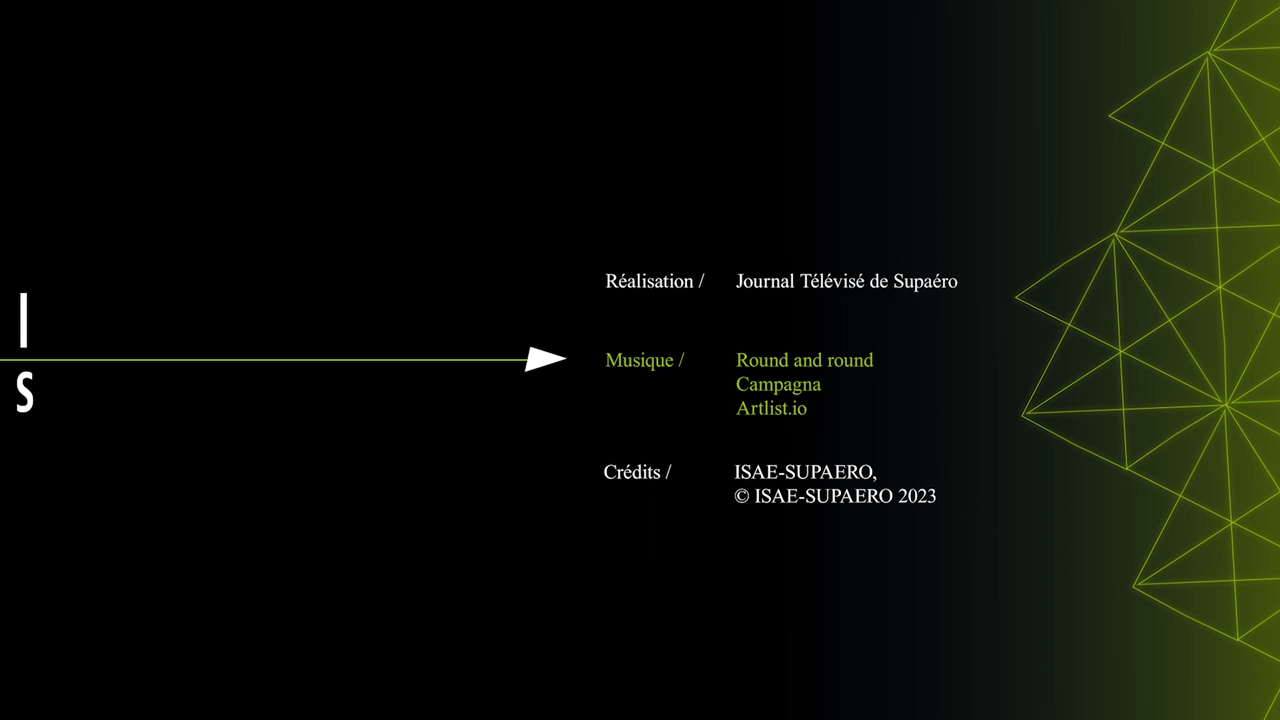 I
S
Réalisation / Journal Télévisé de Supaéro
Musique / Round and round
Campagna
Artlist.io
Crédits / ISAE-SUPAERO,
© ISAE-SUPAERO 2023